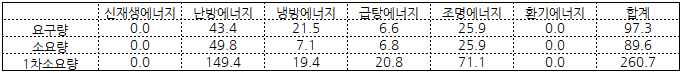 신재생에너지 난방에너지 냉방에너지 급탕에너지 조명에너지 환기에너지 합계
요구량 0.0 43.4 21.5 6.6 25.9 0.0 97.3
소요량 0.0 49.8 7.1 6.8 25.9 0.0 89.6
1차소요량 0.0 149.4 19.4 20.8 71.1 0.0 260.7